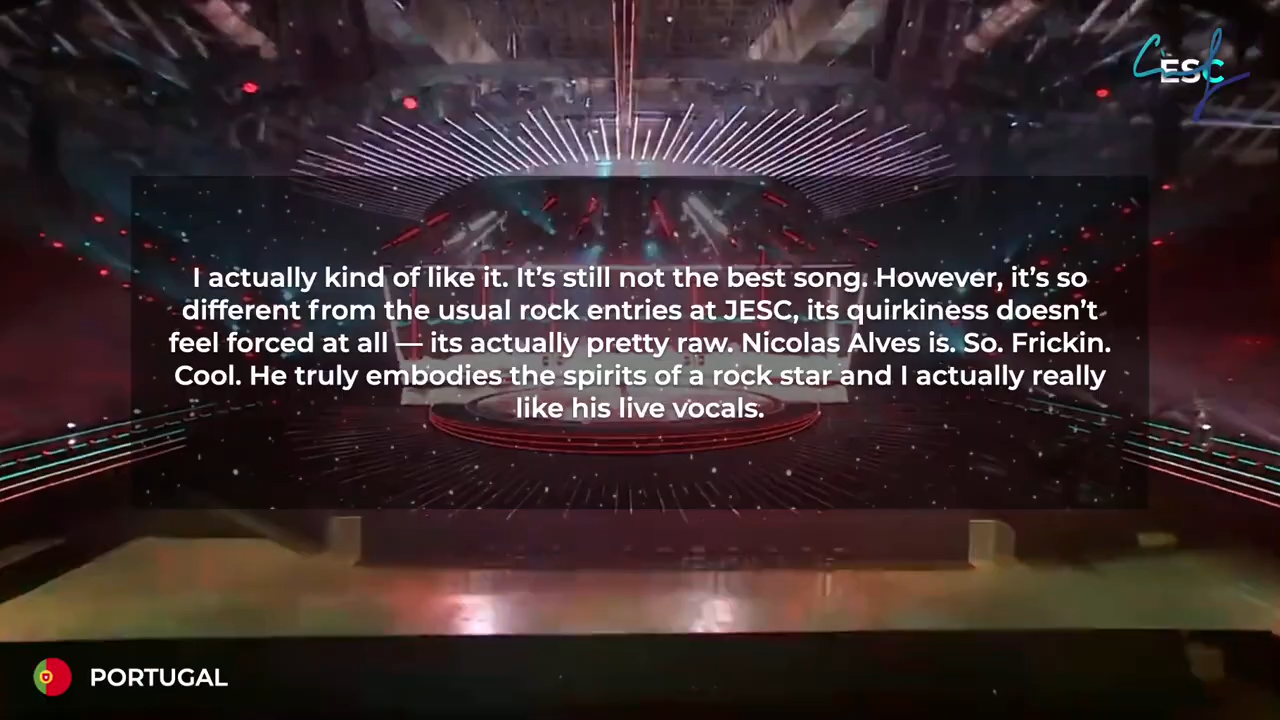 ESC
I actually kind of like it. It’s still not the best song. However, it’s so
different from the usual rock entries at JESC, its quirkiness doesn’t
feel forced at all — its actually pretty raw. Nicolas Alves is. So. Frickin.
Cool. He truly embodies the spirits of a rock star and I actually really
like his live vocals.
PORTUGAL